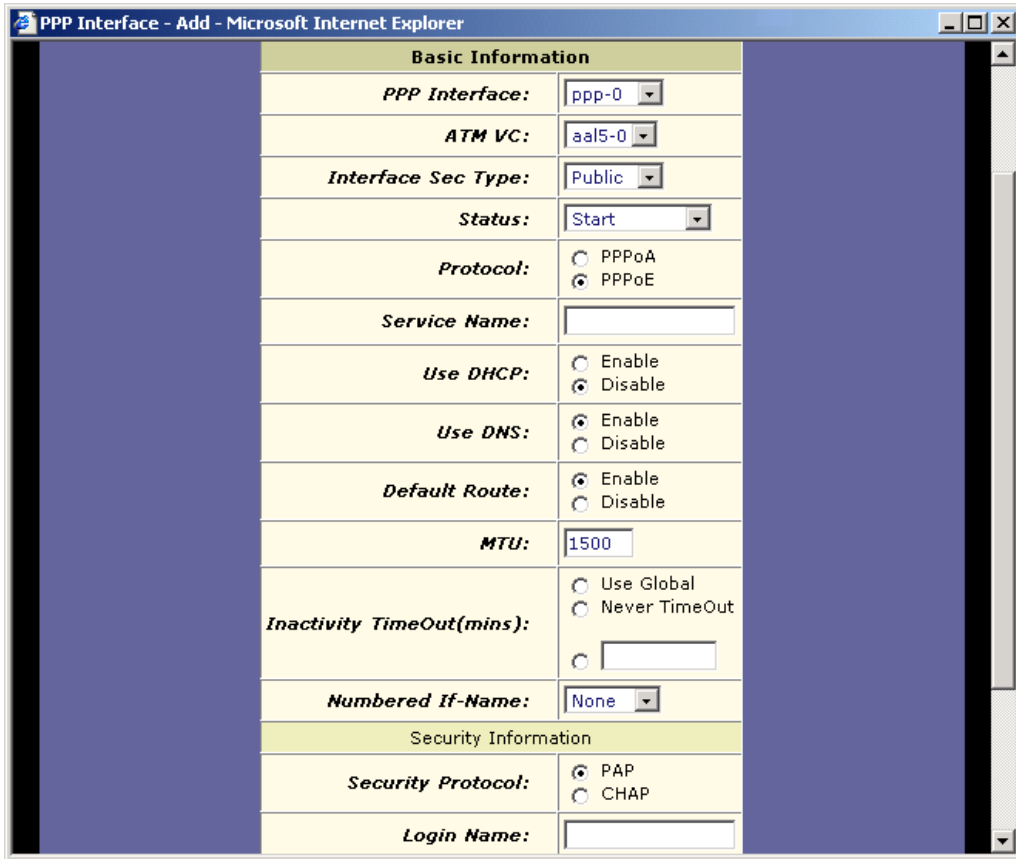 PPP Interface - Add - Microsoft Internet Explorer
Basic Information
PPP Interface: ppp-0
ATM VC: aal5-0
Interface Sec Type: Public
Status: Start
Protocol: PPPoA
PPPoE
Service Name:
Use DHCP: Enable
Disable
Use DNS: Enable
Disable
Default Route: Enable
Disable
MTU: 1500
Inactivity TimeOut(mins): Use Global
Never TimeOut
Numbered If-Name: None
Security Information
Security Protocol: PAP
CHAP
Login Name: